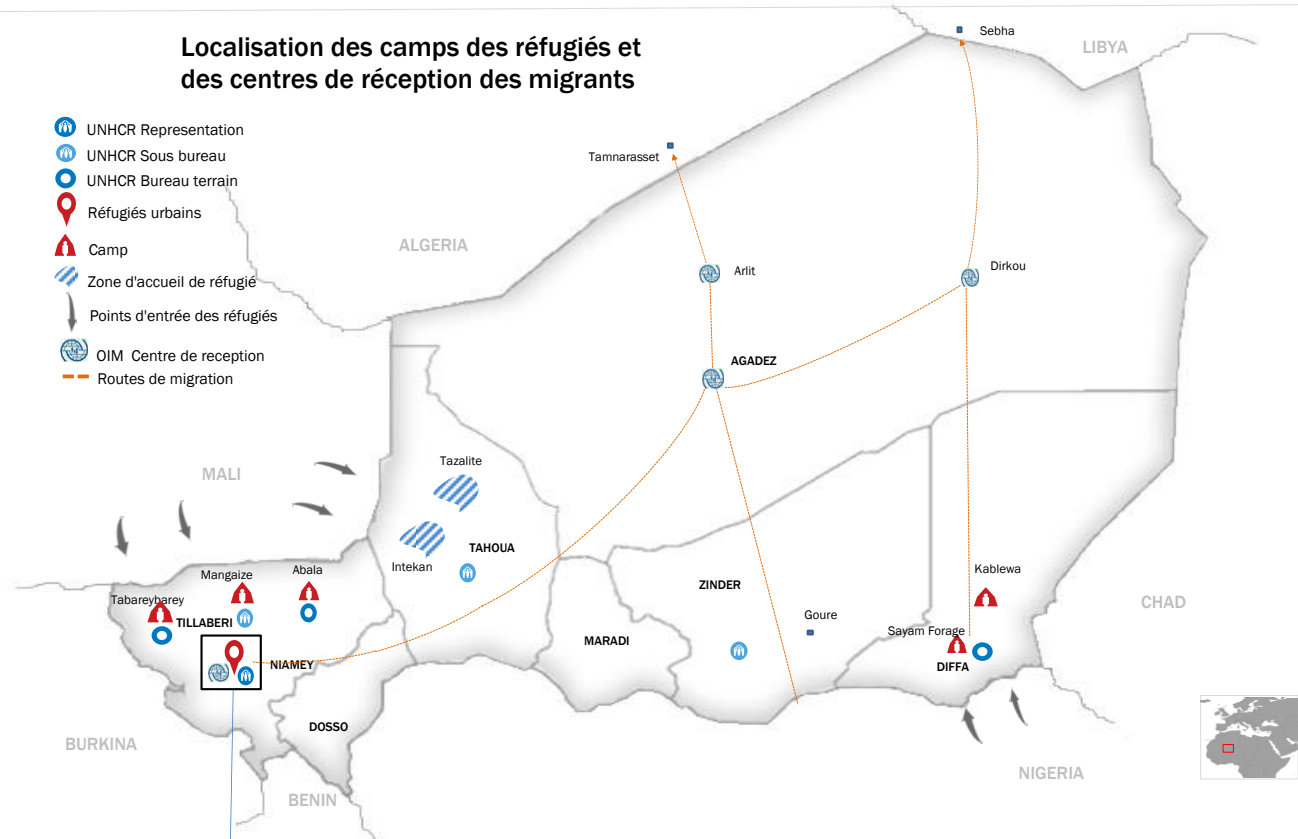 Localisation des camps des réfugiés et
des centres de réception des migrants
UNHCR Representation
UNHCR Sous bureau
UNHCR Bureau terrain
Réfugiés urbains
Camp
Zone d'accueil de réfugié
Points d'entrée des réfugiés
OIM Centre de reception
Routes de migration
Sebha
LIBYA
Tamnarasset
ALGERIA
Arlit
Dirkou
AGADEZ
MALI
Tazalite
Intekan
TAHOUA
Mangaize
Abala
Tabareybarey
TILLABERI
NIAMEY
DOSSO
MARADI
ZINDER
Goure
Kablewa
Sayam Forage
DIFFA
CHAD
BURKINA
BENIN
NIGERIA